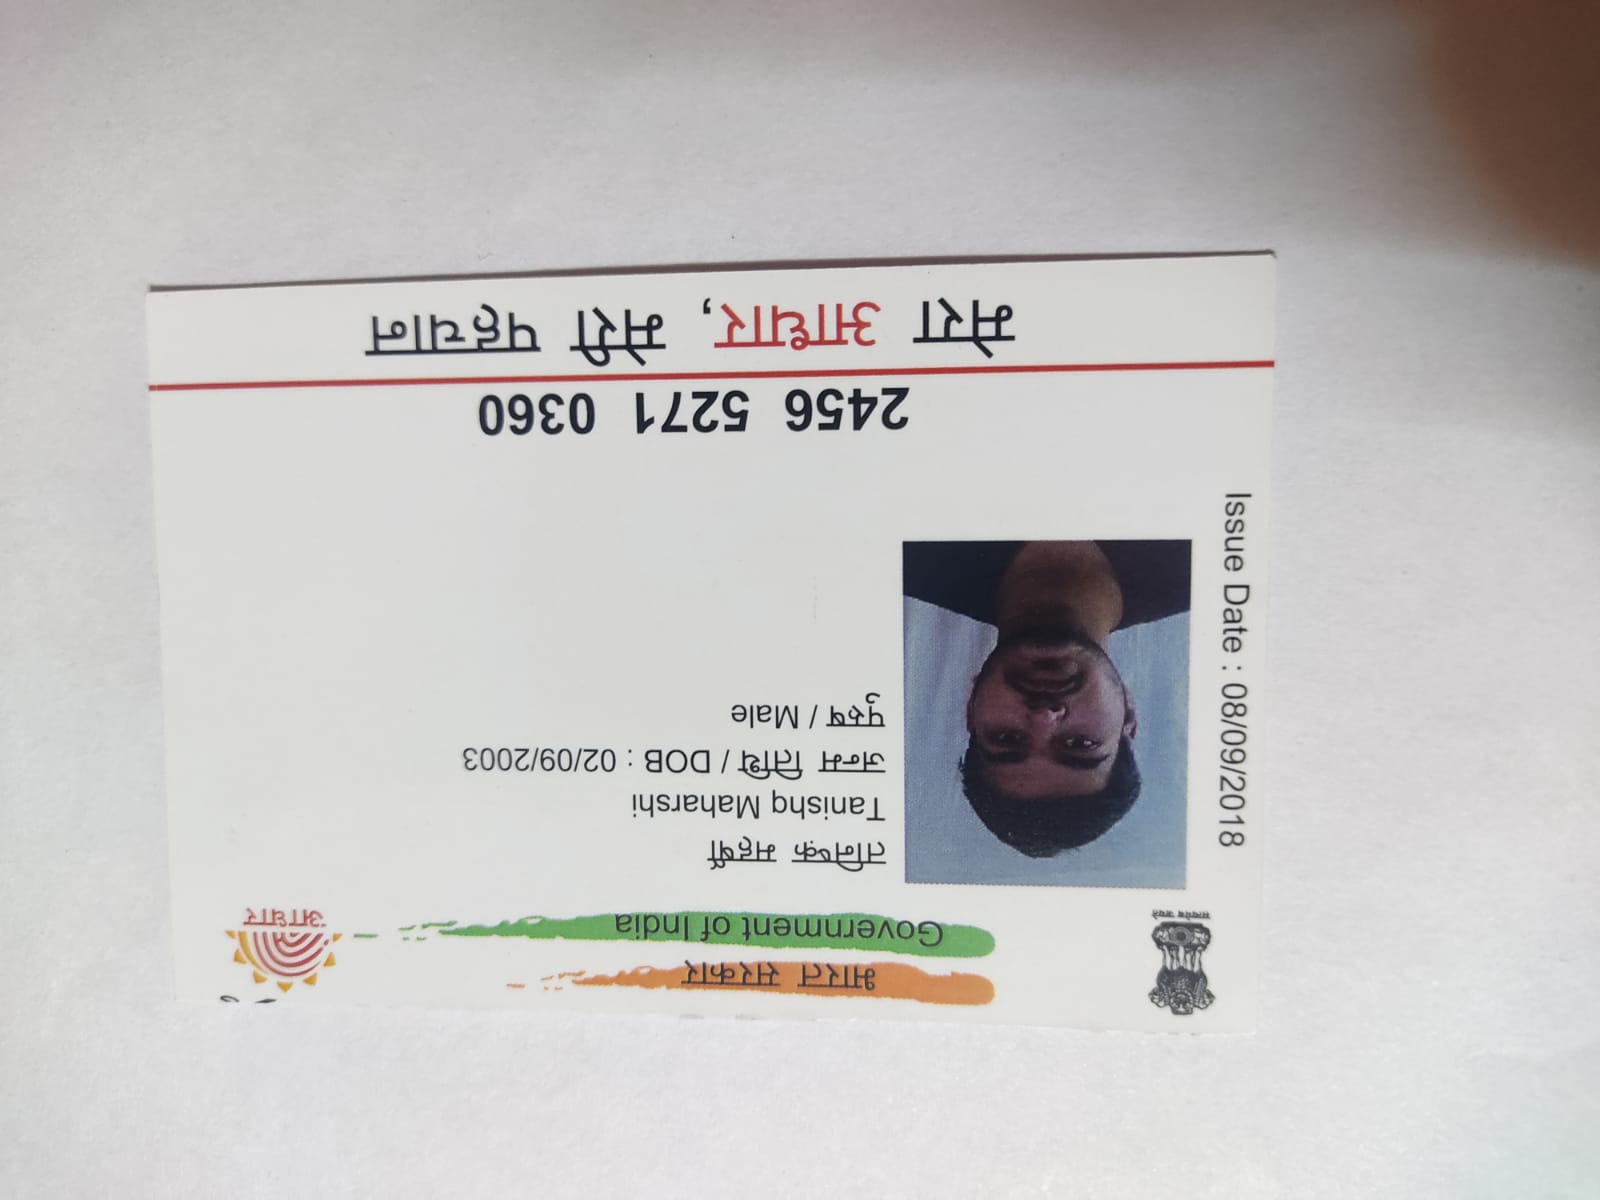 सत्यमेव जयते
भारत सरकार
Government of India
आधार
Issue Date : 08/09/2018
तनिष्क़ महर्षी
Tanishq Maharshi
जन्म तिथि / DOB : 02/09/2003
पुरुष / Male
2456 5271 0360
मेरा आधार, मेरी पहचान